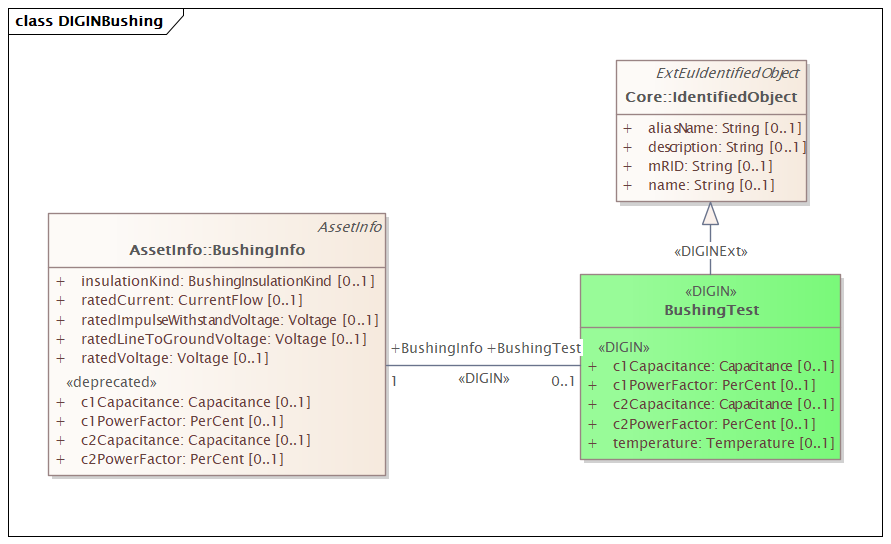 class DIGINBushing
ExtEuIdentifiedObject
Core::IdentifiedObject
+ aliasName: String [0..1]
+ description: String [0..1]
+ mRID: String [0..1]
+ name: String [0..1]
«DIGINExt»
AssetInfo
AssetInfo::BushingInfo
+ insulationKind: BushingInsulationKind [0..1]
+ ratedCurrent: CurrentFlow [0..1]
+ ratedImpulseWithstandVoltage: Voltage [0..1]
+ ratedLineToGroundVoltage: Voltage [0..1]
+ ratedVoltage: Voltage [0..1]
«deprecated»
+ c1Capacitance: Capacitance [0..1]
+ c1PowerFactor: PerCent [0..1]
+ c2Capacitance: Capacitance [0..1]
+ c2PowerFactor: PerCent [0..1]
+BushingInfo +BushingTest
1 «DIGIN» 0..1
«DIGIN»
BushingTest
«DIGIN»
+ c1Capacitance: Capacitance [0..1]
+ c1PowerFactor: PerCent [0..1]
+ c2Capacitance: Capacitance [0..1]
+ c2PowerFactor: PerCent [0..1]
+ temperature: Temperature [0..1]